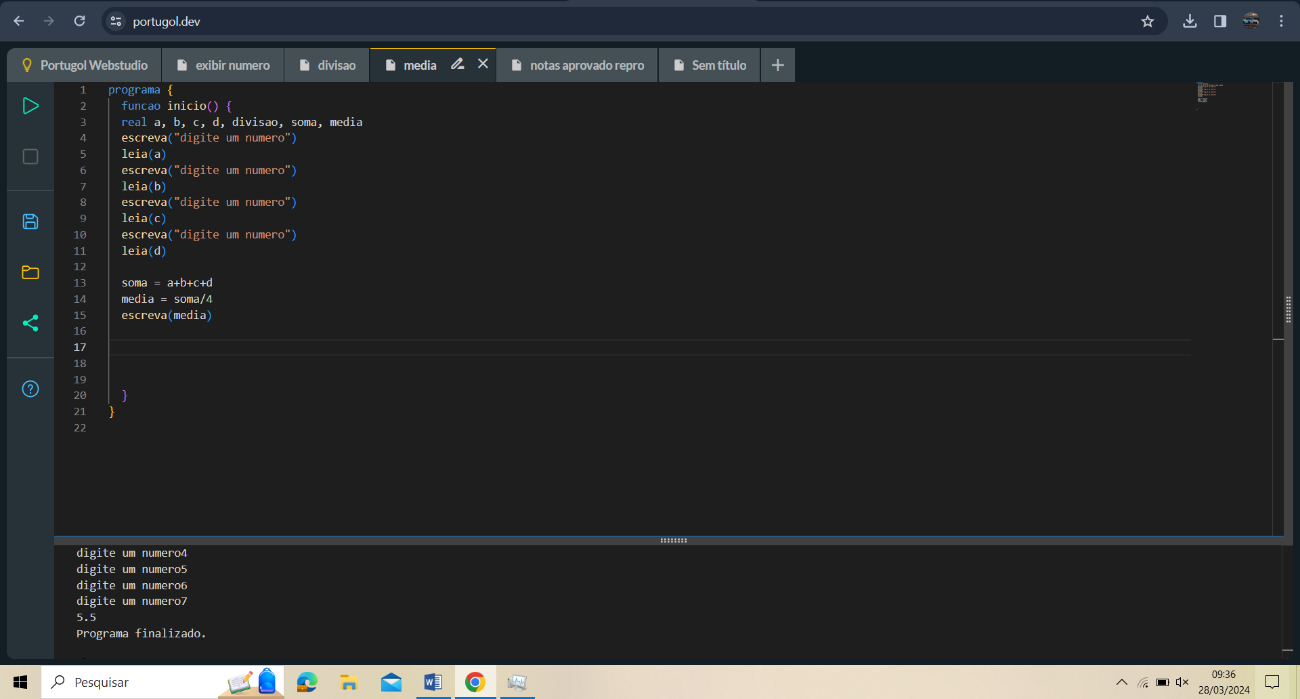 portugol.dev
Portugol Webstudio exibir numero divisao media notas aprovado repro Sem título
1 programa {
2 funcao inicio() {
3 real a, b, c, d, divisao, soma, media
4 escreva("digite um numero")
5 leia(a)
6 escreva("digite um numero")
7 leia(b)
8 escreva("digite um numero")
9 leia(c)
10 escreva("digite um numero")
11 leia(d)
12
13 soma = a+b+c+d
14 media = soma/4
15 escreva(media)
16
17
18
19
20 }
21 }
22
digite um numero4
digite um numero5
digite um numero6
digite um numero7
5.5
Programa finalizado.
Pesquisar
09:36
28/03/2024